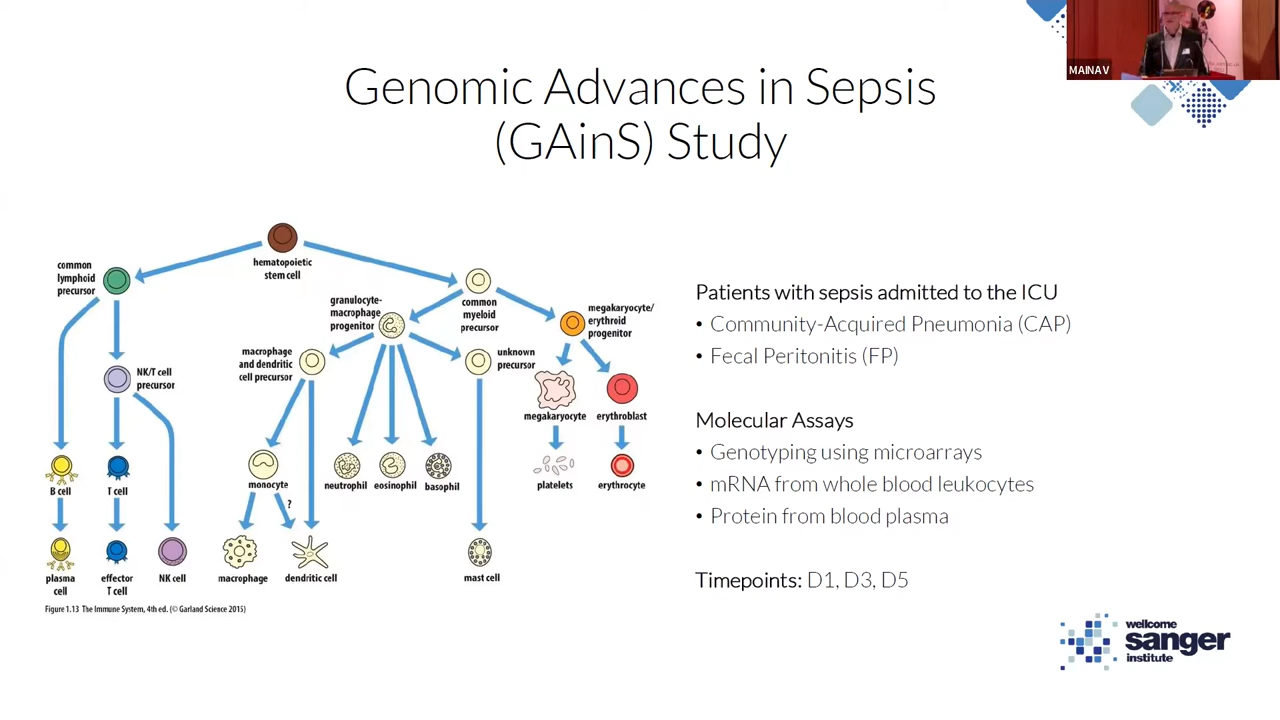 MAINAV
Genomic Advances in Sepsis
(GAinS) Study
hematopoietic
stem cell
common
lymphoid
precursor
common
myeloid
precursor
granulocyte-
macrophage
progenitor
megakaryocyte/
erythroid
progenitor
NK/T cell
precursor
macrophage
and dendritic
cell precursor
unknown
precursor
megakaryocyte
erythroblast
B cell
T cell
monocyte
neutrophil
eosinophil
basophil
platelets
erythrocyte
?
plasma
cell
effector
T cell
NK cell
macrophage
dendritic cell
mast cell
Figure 1.13 The Immune System, 4th ed. (© Garland Science 2015)
Patients with sepsis admitted to the ICU
• Community-Acquired Pneumonia (CAP)
• Fecal Peritonitis (FP)
Molecular Assays
• Genotyping using microarrays
• mRNA from whole blood leukocytes
• Protein from blood plasma
Timepoints: D1, D3, D5
wellcome
sanger
institute